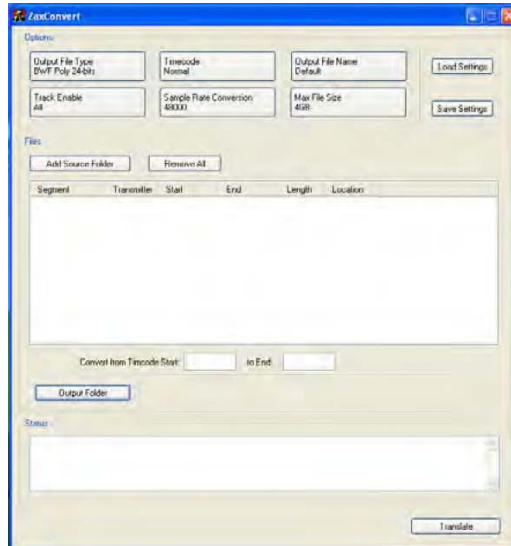 ZaxConvert
Options
Output File Type
BWF Poly 24-bits
Timecode
Normal
Output File Name
Default
Load Settings
Track Enable
All
Sample Rate Conversion
48000
Max File Size
4GB
Save Settings
Files
Add Source Folder
Remove All
Segment Transmitter Start End Length Location
Convert from Timcode Start: to End:
Output Folder
Status
Translate